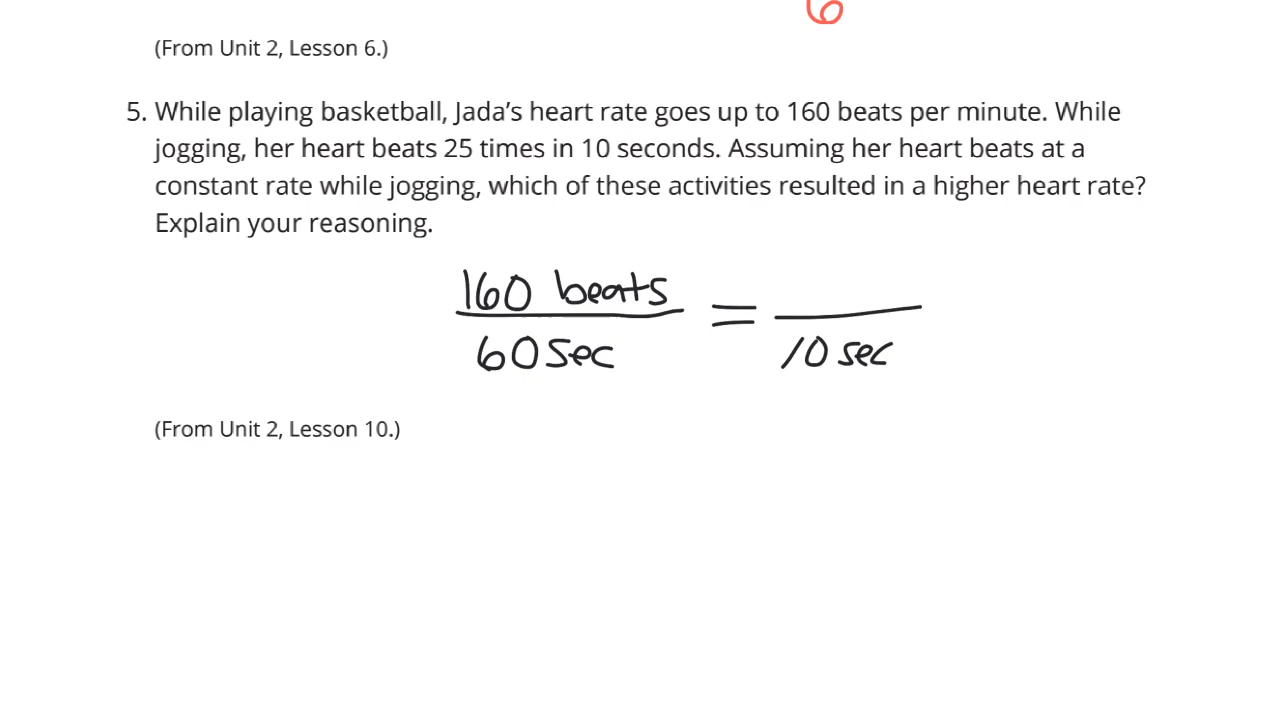 6
(From Unit 2, Lesson 6.)
5. While playing basketball, Jada’s heart rate goes up to 160 beats per minute. While
jogging, her heart beats 25 times in 10 seconds. Assuming her heart beats at a
constant rate while jogging, which of these activities resulted in a higher heart rate?
Explain your reasoning.
160 beats
=
60 sec
10 sec
(From Unit 2, Lesson 10.)